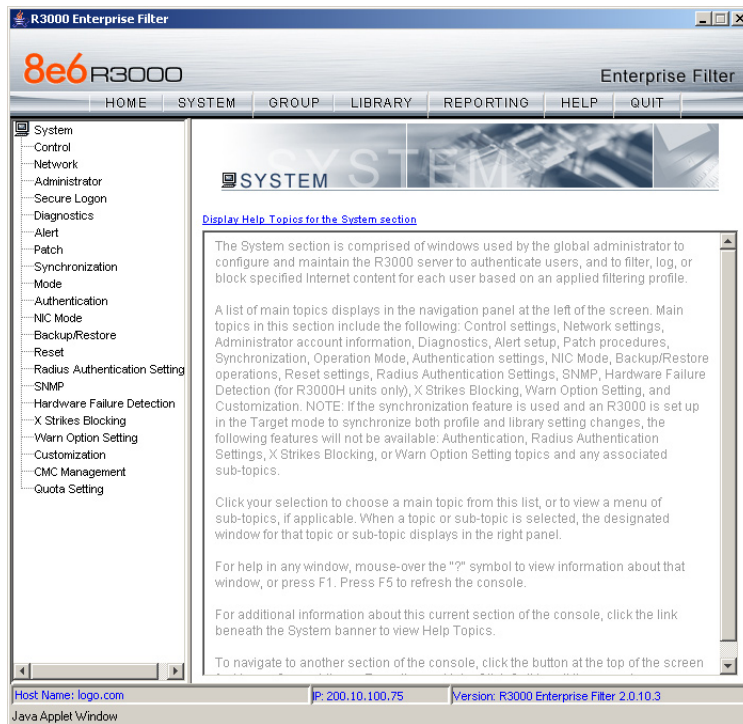 R3000 Enterprise Filter
8e6 R3000
Enterprise Filter
HOME SYSTEM GROUP LIBRARY REPORTING HELP QUIT
System
Control
Network
Administrator
Secure Logon
Diagnostics
Alert
Patch
Synchronization
Mode
Authentication
NIC Mode
Backup/Restore
Reset
Radius Authentication Setting
SNMP
Hardware Failure Detection
X Strikes Blocking
Warn Option Setting
Customization
CMC Management
Quota Setting
SYSTEM
SYSTEM
Display Help Topics for the System section
The System section is comprised of windows used by the global administrator to
configure and maintain the R3000 server to authenticate users, and to filter, log, or
block specified Internet content for each user based on an applied filtering profile.
A list of main topics displays in the navigation panel at the left of the screen. Main
topics in this section include the following: Control settings, Network settings,
Administrator account information, Diagnostics, Alert setup, Patch procedures,
Synchronization, Operation Mode, Authentication settings, NIC Mode, Backup/Restore
operations, Reset settings, Radius Authentication Settings, SNMP, Hardware Failure
Detection (for R3000H units only), X Strikes Blocking, Warn Option Setting, and
Customization. NOTE: If the synchronization feature is used and an R3000 is set up
in the Target mode to synchronize both profile and library setting changes, the
following features will not be available: Authentication, Radius Authentication
Settings, X Strikes Blocking, or Warn Option Setting topics and any associated
sub-topics.
Click your selection to choose a main topic from this list, or to view a menu of
sub-topics, if applicable. When a topic or sub-topic is selected, the designated
window for that topic or sub-topic displays in the right panel.
For help in any window, mouse-over the "?" symbol to view information about that
window, or press F1. Press F5 to refresh the console.
For additional information about this current section of the console, click the link
beneath the System banner to view Help Topics.
To navigate to another section of the console, click the button at the top of the screen
Host Name: logo.com IP: 200.10.100.75 Version: R3000 Enterprise Filter 2.0.10.3
Java Applet Window